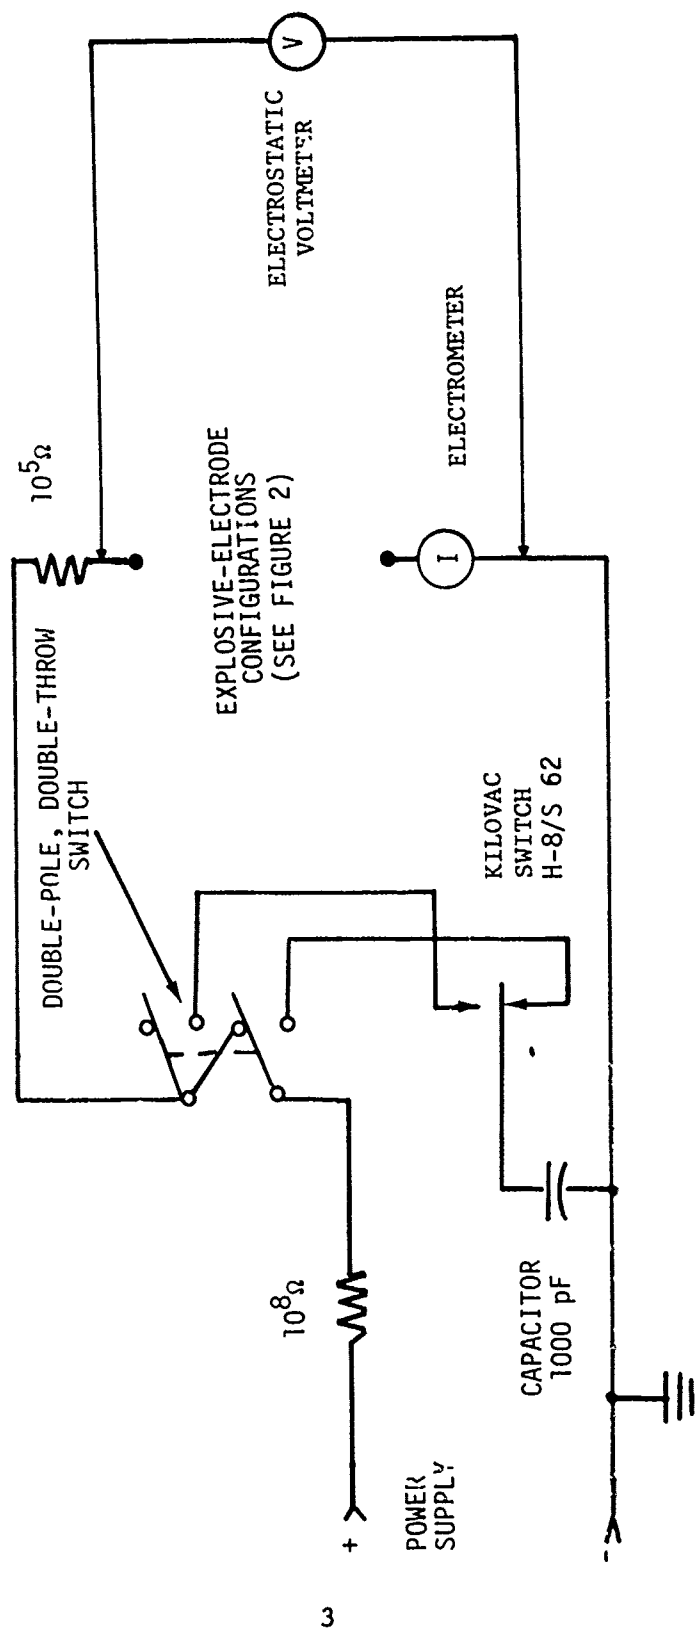 DOUBLE-POLE, DOUBLE-THROW
SWITCH
10⁵Ω
V
ELECTROSTATIC
VOLTMETER
EXPLOSIVE-ELECTRODE
CONFIGURATIONS
(SEE FIGURE 2)
ELECTROMETER
I
KILOVAC
SWITCH
H-8/S 62
10⁸Ω
+
POWER
SUPPLY
CAPACITOR
1000 pF
-
3